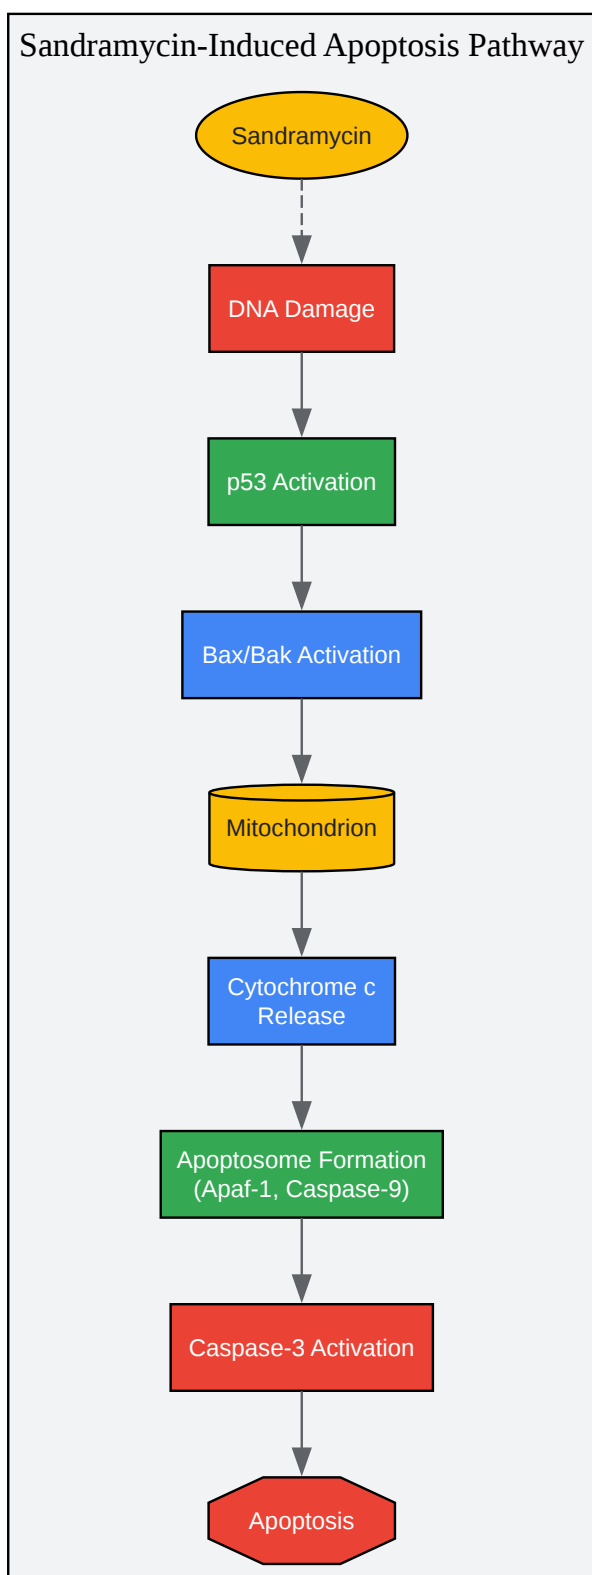 Sandramycin-Induced Apoptosis Pathway
Sandramycin
DNA Damage
p53 Activation
Bax/Bak Activation
Mitochondrion
Cytochrome c
Release
Apoptosome Formation
(Apaf-1, Caspase-9)
Caspase-3 Activation
Apoptosis